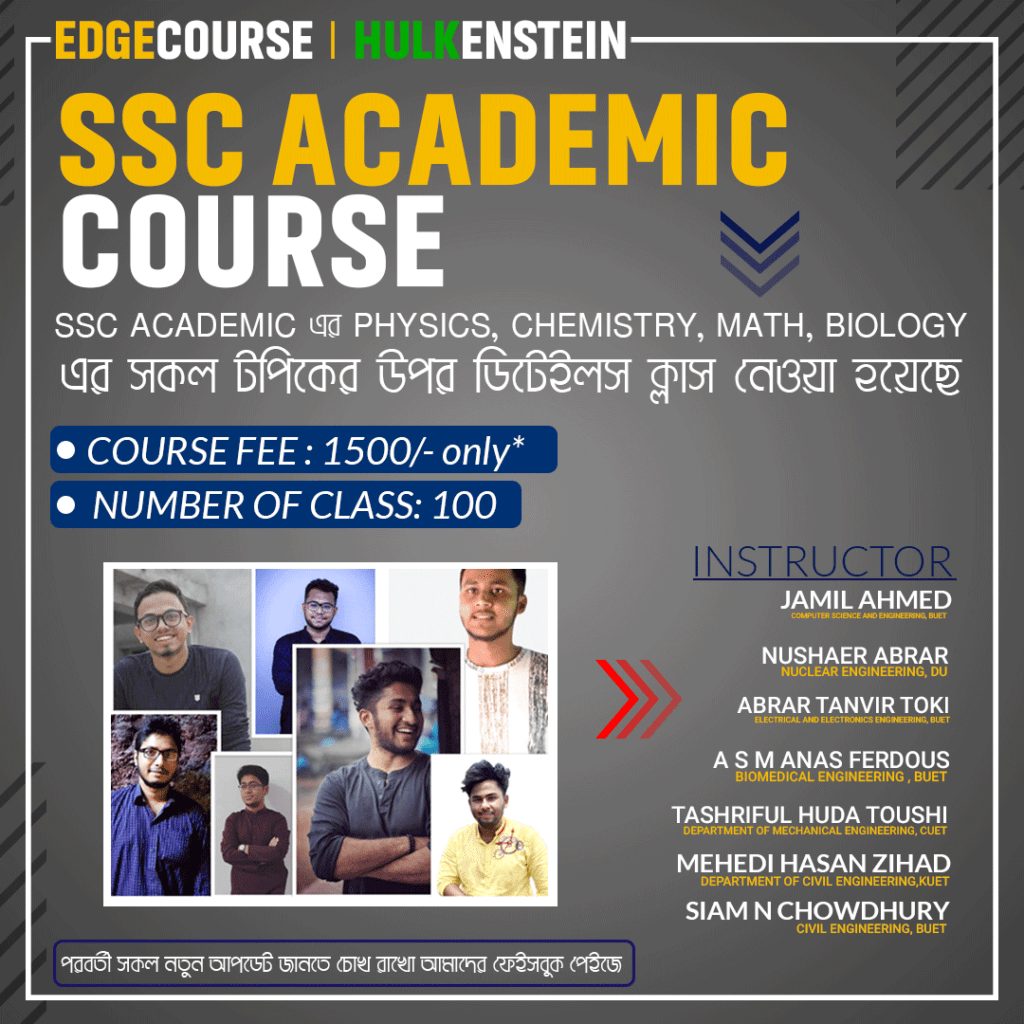 EDGECOURSE | HULKENSTEIN
SSC ACADEMIC
COURSE
SSC ACADEMIC এর PHYSICS, CHEMISTRY, MATH, BIOLOGY
এর সকল টপিকের উপর ডিটেইলস ক্লাস নেওয়া হয়েছে
• COURSE FEE : 1500/- only*
• NUMBER OF CLASS: 100
INSTRUCTOR
JAMIL AHMED
COMPUTER SCIENCE AND ENGINEERING, BUET
NUSHAER ABRAR
NUCLEAR ENGINEERING, DU
ABRAR TANVIR TOKI
ELECTRICAL AND ELECTRONICS ENGINEERING, BUET
A S M ANAS FERDOUS
BIOMEDICAL ENGINEERING , BUET
TASHRIFUL HUDA TOUSHI
DEPARTMENT OF MECHANICAL ENGINEERING, CUET
MEHEDI HASAN ZIHAD
DEPARTMENT OF CIVIL ENGINEERING,KUET
SIAM N CHOWDHURY
CIVIL ENGINEERING, BUET
পরবর্তী সকল নতুন আপডেট জানতে চোখ রাখো আমাদের ফেইসবুক পেইজে